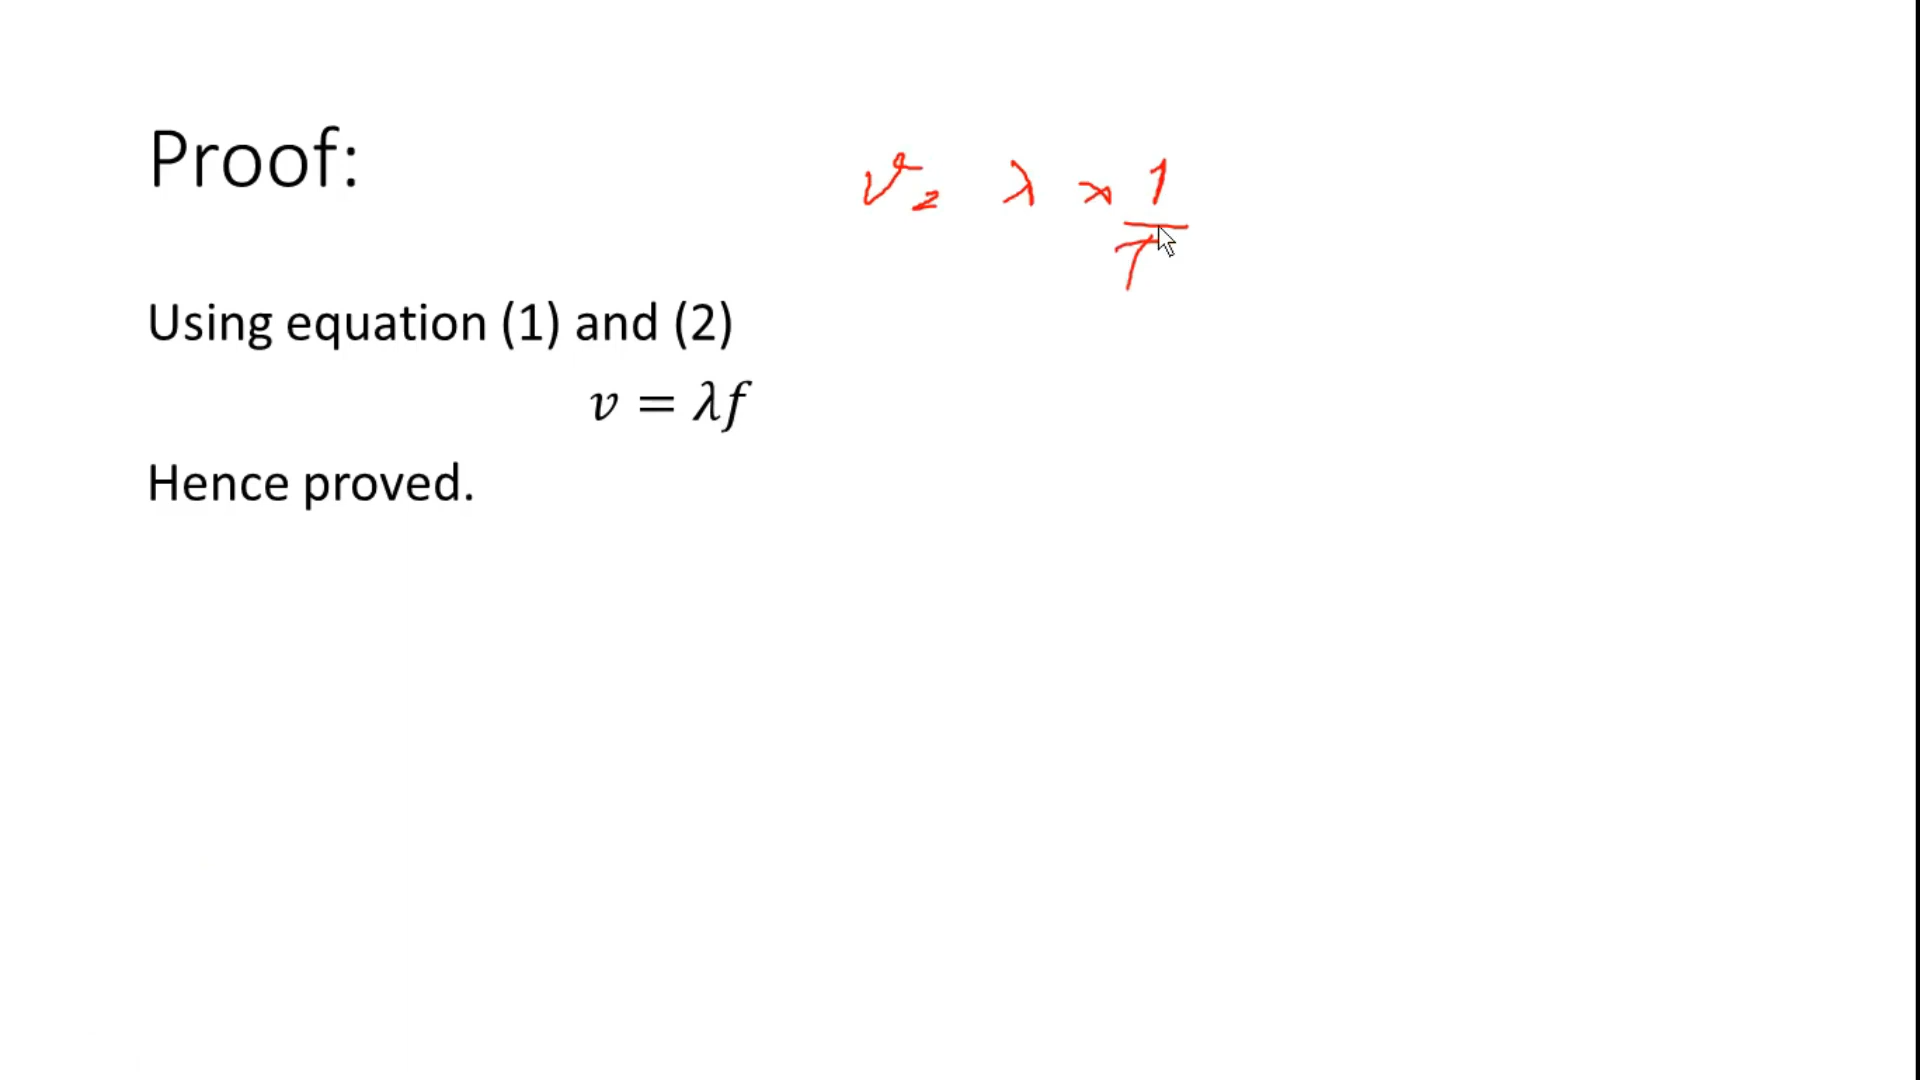 Proof:
v = λ × 1/T
Using equation (1) and (2)
v = λf
Hence proved.